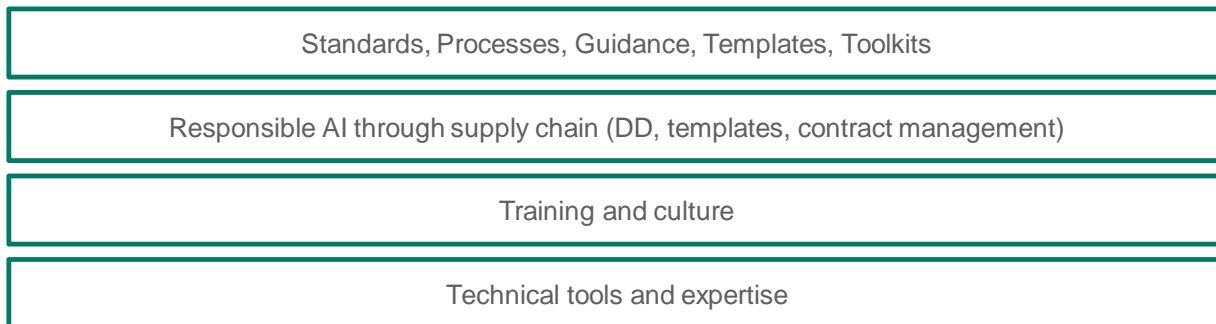 Standards, Processes, Guidance, Templates, Toolkits
Responsible AI through supply chain (DD, templates, contract management)
Training and culture
Technical tools and expertise